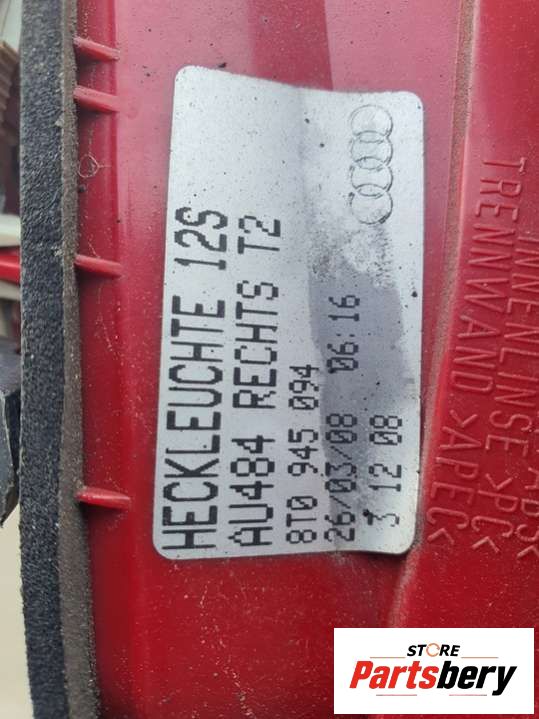 HECKLEUCHTE 12S
AU484 RECHTS T2
8T0 945 094
26/03/08 06:16
3 12 08
INNENLINSE >PC<
TRENNWAND >APEC<
STORE
Partsbery